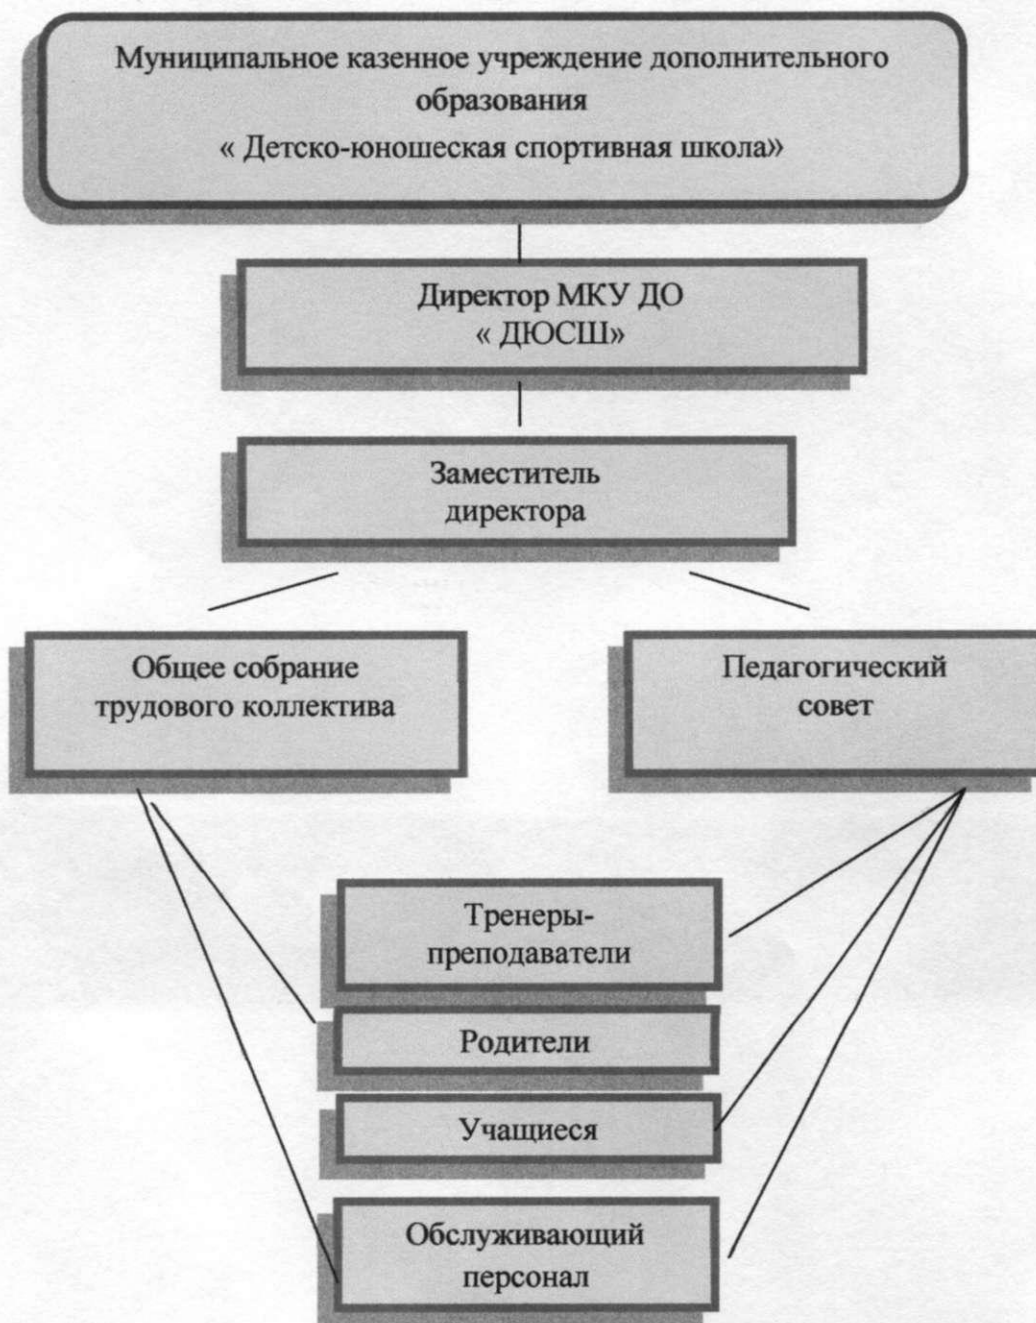 Муниципальное казенное учреждение дополнительного
образования
« Детско-юношеская спортивная школа»
Директор МКУ ДО
« ДЮСШ»
Заместитель
директора
Общее собрание
трудового коллектива
Педагогический
совет
Тренеры-
преподаватели
Родители
Учащиеся
Обслуживающий
персонал